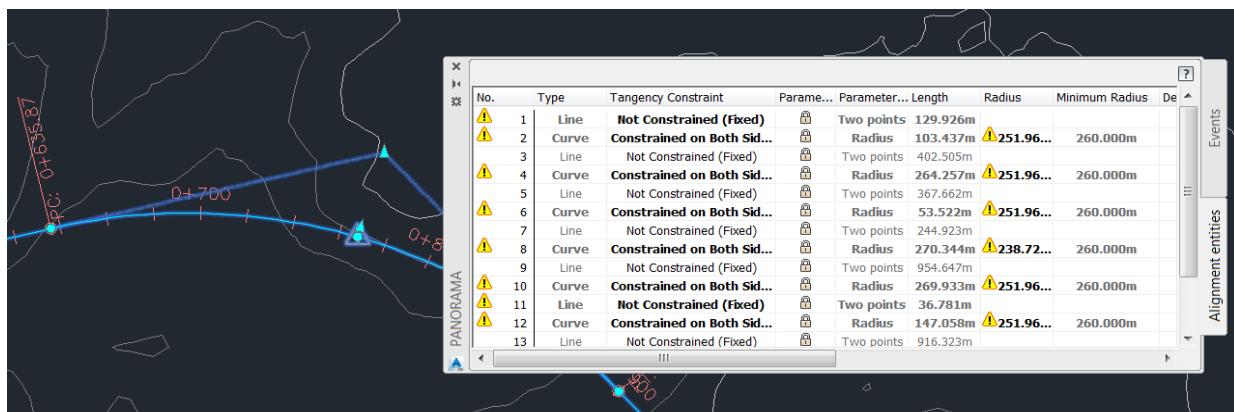 PC: 0+635.87
0+700
0+8
PANORAMA
?
No. Type Tangency Constraint Parame... Parameter... Length Radius Minimum Radius De
1 Line Not Constrained (Fixed) Two points 129.926m
2 Curve Constrained on Both Sid... Radius 103.437m 251.96... 260.000m
3 Line Not Constrained (Fixed) Two points 402.505m
4 Curve Constrained on Both Sid... Radius 264.257m 251.96... 260.000m
5 Line Not Constrained (Fixed) Two points 367.662m
6 Curve Constrained on Both Sid... Radius 53.522m 251.96... 260.000m
7 Line Not Constrained (Fixed) Two points 244.923m
8 Curve Constrained on Both Sid... Radius 270.344m 238.72... 260.000m
9 Line Not Constrained (Fixed) Two points 954.647m
10 Curve Constrained on Both Sid... Radius 269.933m 251.96... 260.000m
11 Line Not Constrained (Fixed) Two points 36.781m
12 Curve Constrained on Both Sid... Radius 147.058m 251.96... 260.000m
13 Line Not Constrained (Fixed) Two points 916.323m
Events
Alignment entities